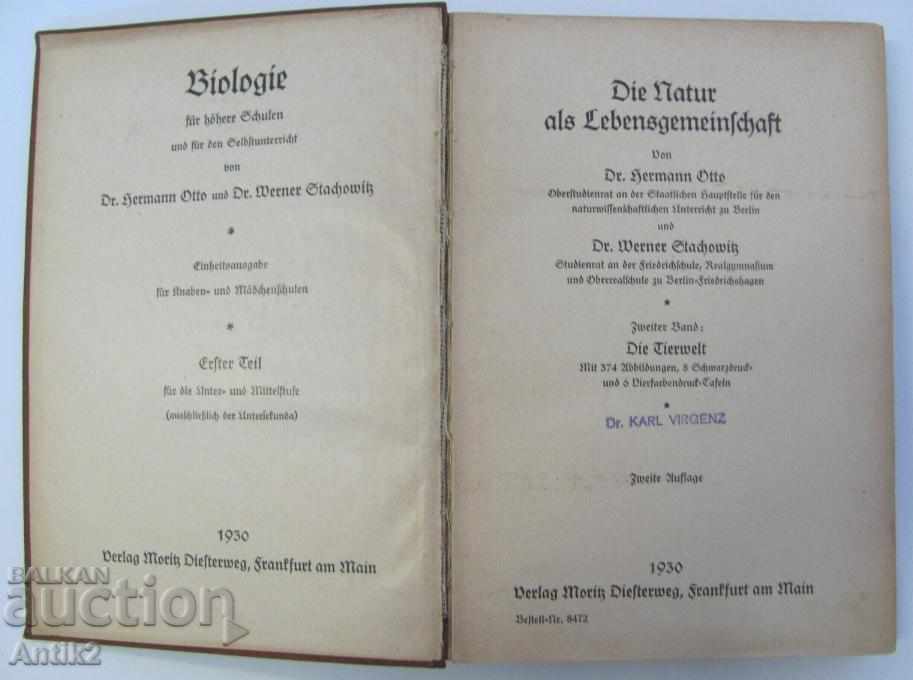 Biologie
für höhere Schulen
und für den Selbstunterricht
von
Dr. Hermann Otto und Dr. Werner Stachowitz
*
Einheitsausgabe
für Knaben- und Mädchenschulen
*
Erster Teil
für die Unter- und Mittelstufe
(ausschließlich der Untersekunda)
1930
Verlag Moritz Diesterweg, Frankfurt am Main
Die Natur
als Lebensgemeinschaft
Von
Dr. Hermann Otto
Oberstudienrat an der Staatlichen Hauptstelle für den
naturwissenschaftlichen Unterricht zu Berlin
und
Dr. Werner Stachowitz
Studienrat an der Friedrichschule, Realgymnasium
und Oberrealschule zu Berlin-Friedrichshagen
*
Zweiter Band:
Die Tierwelt
Mit 374 Abbildungen, 8 Schwarzdruck-
und 6 Vierfarbendruck-Tafeln
*
Dr. KARL VIRGENZ
Zweite Auflage
1930
Verlag Moritz Diesterweg, Frankfurt am Main
Bestell-Nr. 8472
BALKAN
auction
Antik2